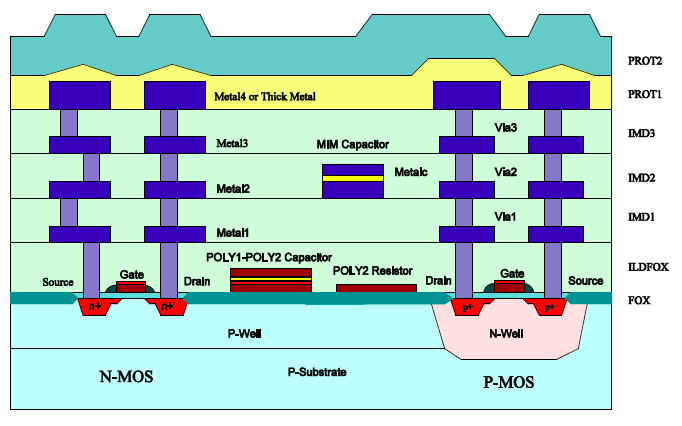 PROT2
Metal4 or Thick Metal
PROT1
Via3
IMD3
Metal3
MIM Capacitor
Metalc
Via2
IMD2
Metal2
Via1
IMD1
Metal1
POLY1-POLY2 Capacitor
ILDFOX
Source
Gate
Drain
POLY2 Resistor
Drain
Gate
Source
FOX
n+
n+
p+
p+
P-Well
N-Well
N-MOS
P-Substrate
P-MOS